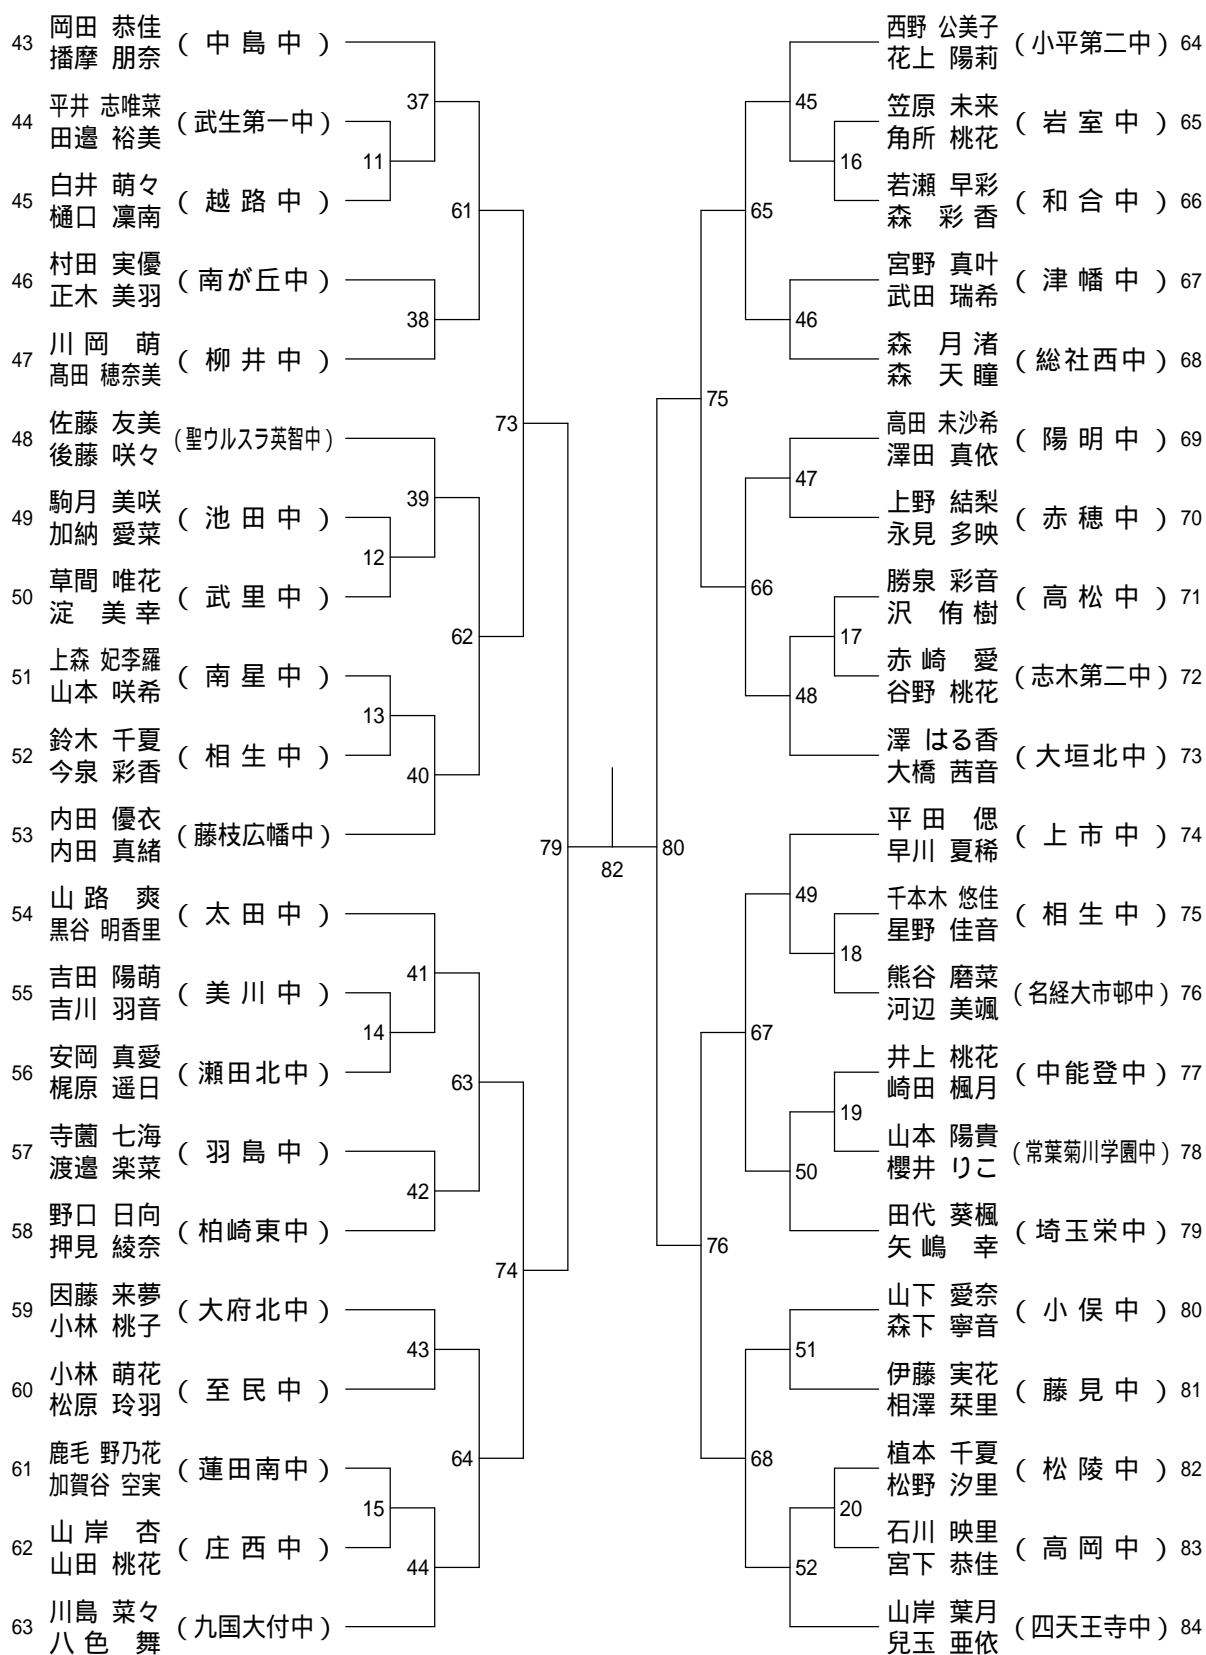 43 岡田 恭佳 播摩 朋奈 ( 中 島 中 )
44 平井 志唯菜 田邉 裕美 ( 武生第一中 )
45 白井 萌々 樋口 凜南 ( 越 路 中 )
46 村田 実優 正木 美羽 ( 南が丘中 )
47 川 岡 萌 髙田 穂奈美 ( 柳 井 中 )
48 佐藤 友美 後藤 咲々 ( 聖ウルスラ英智中 )
49 駒月 美咲 加納 愛菜 ( 池 田 中 )
50 草間 唯花 淀 美 幸 ( 武 里 中 )
51 上森 妃李羅 山本 咲希 ( 南 星 中 )
52 鈴木 千夏 今泉 彩香 ( 相 生 中 )
53 内田 優衣 内田 真緒 ( 藤枝広幡中 )
54 山 路 爽 黒谷 明香里 ( 太 田 中 )
55 吉田 陽萌 吉川 羽音 ( 美 川 中 )
56 安岡 真愛 梶原 遥日 ( 瀬田北中 )
57 寺薗 七海 渡邉 楽菜 ( 羽 島 中 )
58 野口 日向 押見 綾奈 ( 柏崎東中 )
59 因藤 来夢 小林 桃子 ( 大府北中 )
60 小林 萌花 松原 玲羽 ( 至 民 中 )
61 鹿毛 野乃花 加賀谷 空実 ( 蓮田南中 )
62 山 岸 杏 山田 桃花 ( 庄 西 中 )
63 川島 菜々 八 色 舞 ( 九国大付中 )
37
11
61
38
73
39
12
62
13
40
79
41
14
63
42
74
43
64
15
44
82
80
45
16
65
46
75
47
66
17
48
49
18
67
19
50
76
51
68
20
52
西野 公美子 花上 陽莉 ( 小平第二中 ) 64
笠原 未来 角所 桃花 ( 岩 室 中 ) 65
若瀬 早彩 森 彩 香 ( 和 合 中 ) 66
宮野 真叶 武田 瑞希 ( 津 幡 中 ) 67
森 月 渚 森 天 瞳 ( 総社西中 ) 68
高田 未沙希 澤田 真依 ( 陽 明 中 ) 69
上野 結梨 永見 多映 ( 赤 穂 中 ) 70
勝泉 彩音 沢 侑 樹 ( 高 松 中 ) 71
赤 崎 愛 谷野 桃花 ( 志木第二中 ) 72
澤 はる香 大橋 茜音 ( 大垣北中 ) 73
平 田 偲 早川 夏稀 ( 上 市 中 ) 74
千本木 悠佳 星野 佳音 ( 相 生 中 ) 75
熊谷 磨菜 河辺 美颯 ( 名経大市邨中 ) 76
井上 桃花 崎田 楓月 ( 中能登中 ) 77
山本 陽貴 櫻井 りこ ( 常葉菊川学園中 ) 78
田代 葵楓 矢 嶋 幸 ( 埼玉栄中 ) 79
山下 愛奈 森下 寧音 ( 小 俣 中 ) 80
伊藤 実花 相澤 栞里 ( 藤 見 中 ) 81
植本 千夏 松野 汐里 ( 松 陵 中 ) 82
石川 映里 宮下 恭佳 ( 高 岡 中 ) 83
山岸 葉月 兒玉 亜依 ( 四天王寺中 ) 84